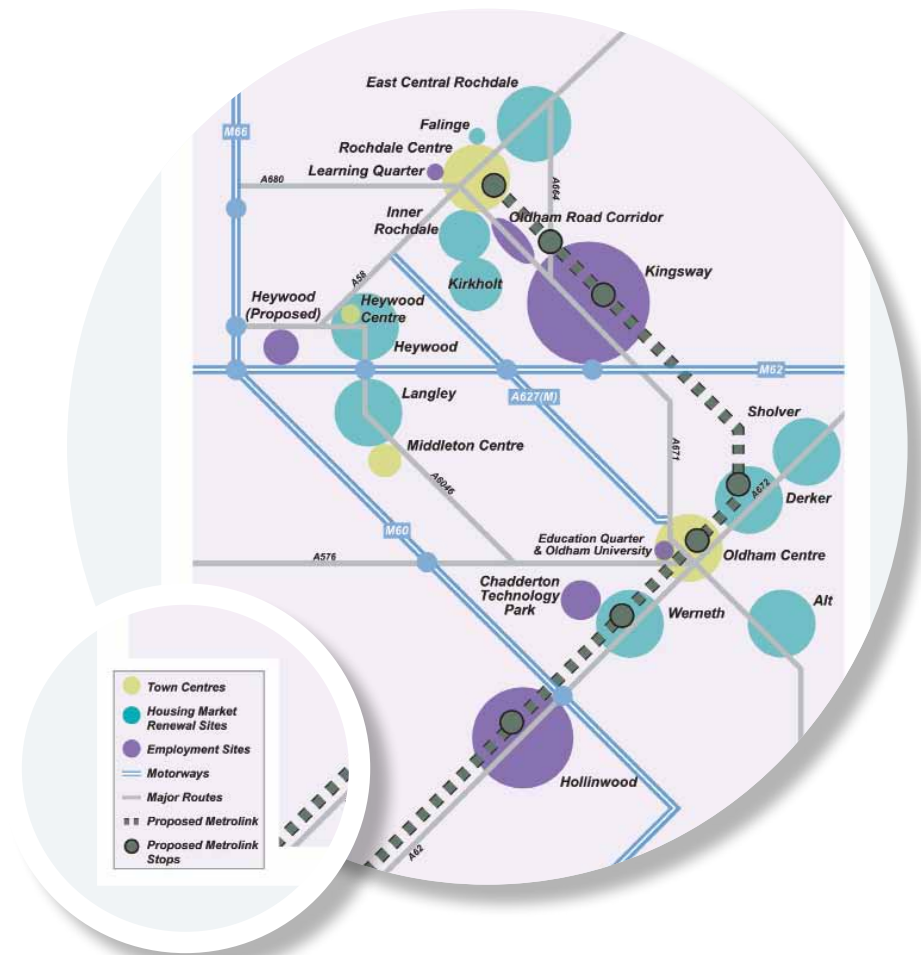 East Central Rochdale
Falinge
M66
Rochdale Centre
Learning Quarter
A680
A664
Inner
Rochdale
Oldham Road Corridor
Kingsway
A58
Kirkholt
Heywood
(Proposed)
Heywood
Centre
Heywood
M62
Langley
A627(M)
Sholver
Middleton Centre
A671
A6046
A672
Derker
M60
Education Quarter
& Oldham University
Oldham Centre
A576
Chadderton
Technology
Park
Werneth
Alt
Hollinwood
A62
Town Centres
Housing Market
Renewal Sites
Employment Sites
Motorways
Major Routes
Proposed Metrolink
Proposed Metrolink
Stops